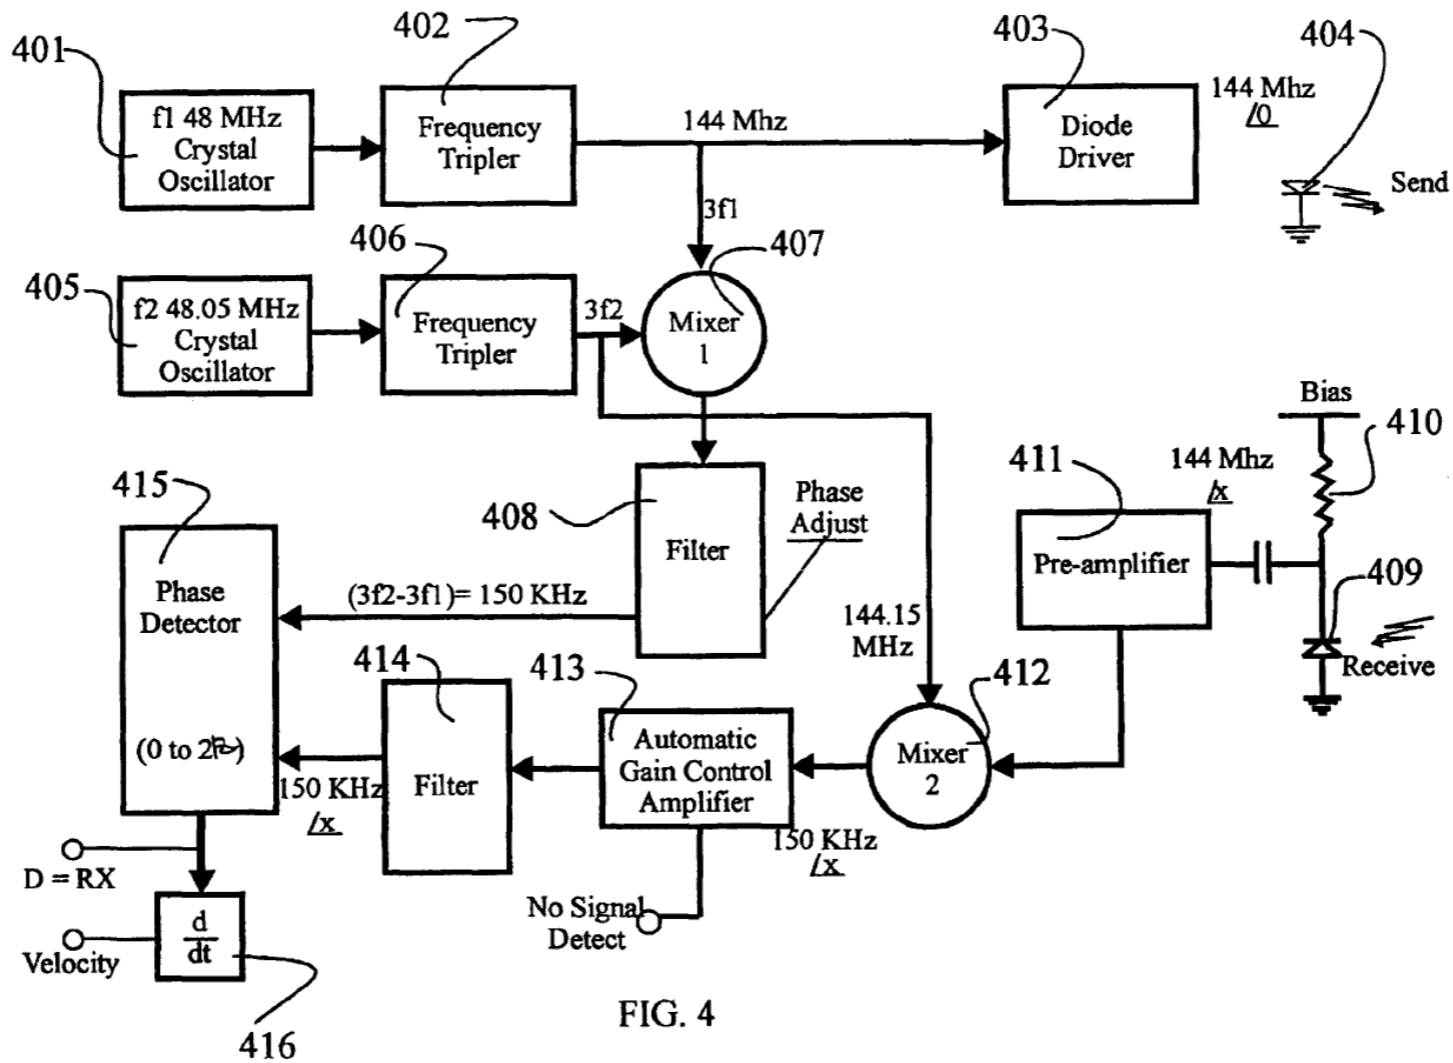 401
402
403
404
f1 48 MHz
Crystal
Oscillator
Frequency
Tripler
144 Mhz
Diode
Driver
144 Mhz
/0
Send
3f1
405
406
407
f2 48.05 MHz
Crystal
Oscillator
Frequency
Tripler
3f2
Mixer
1
Bias
410
415
408
Filter
Phase
Adjust
411
144 Mhz
/x
Pre-amplifier
409
Receive
Phase
Detector
(3f2-3f1)= 150 KHz
144.15
MHz
414
413
412
(0 to 2
150 KHz
/x
Filter
Automatic
Gain Control
Amplifier
Mixer
2
150 KHz
/x
D = RX
No Signal
Detect
Velocity
d
dt
416
FIG. 4